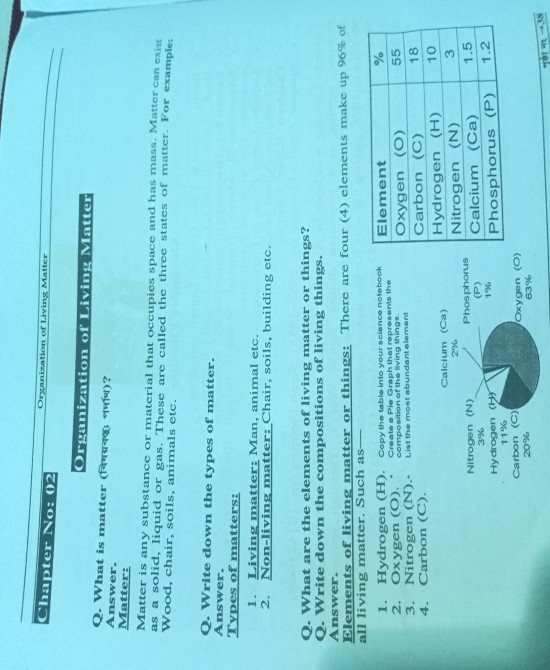 Organization of Living Matter
Chapter No: 02
Organization of Living Matter
Q. What is matter (বিষয়বস্তু পদার্থ)?
Answer.
Matter:
Matter is any substance or material that occupies space and has mass. Matter can exist
as a solid, liquid or gas. These are called the three states of matter. For example:
Wood, chair, soils, animals etc.
Q. Write down the types of matter.
Answer.
Types of matters:
1. Living matter: Man, animal etc.
2. Non-living matter: Chair, soils, building etc.
Q. What are the elements of living matter or things?
Q. Write down the compositions of living things.
Answer.
Elements of living matter or things: There are four (4) elements make up 96% of
all living matter. Such as—
1. Hydrogen (H).
2. Oxygen (O).
3. Nitrogen (N).
4. Carbon (C).
Copy the table into your science notebook
Create a Pie Graph that represents the
composition of the living things.
List the most abundant element
Element %
Oxygen (O) 55
Carbon (C) 18
Hydrogen (H) 10
Nitrogen (N) 3
Calcium (Ca) 1.5
Phosphorus (P) 1.2
Calcium (Ca)
2%
Phosphorus
(P)
1%
Nitrogen (N)
3%
Hydrogen (H)
11%
Carbon (C)
20%
Oxygen (O)
63%
পৃষ্ঠা নং →38